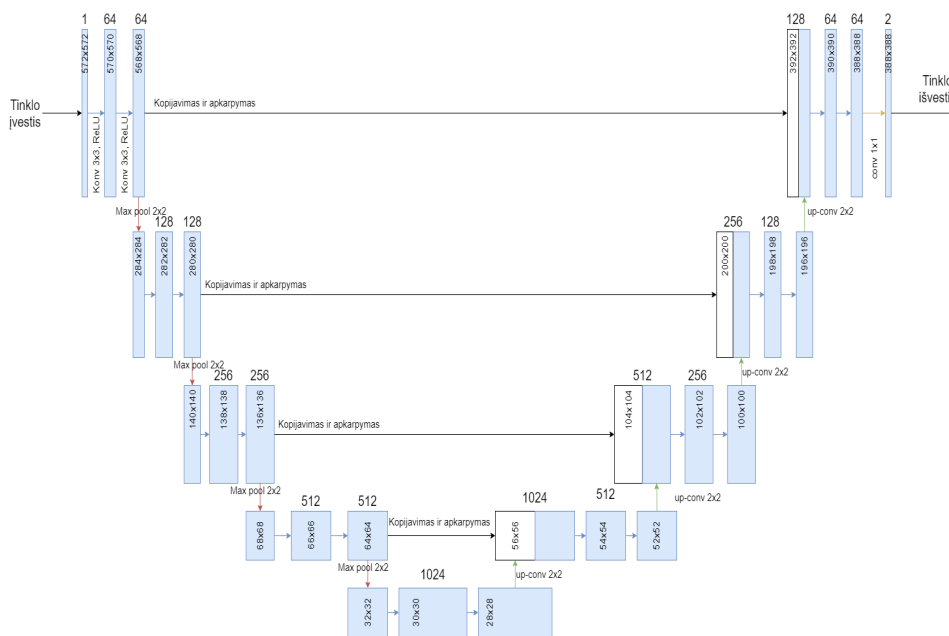 1 64 64 128 64 64 2
572x572
570x570
568x568
392x392
390x390
388x388
388x388
Tinklo
įvestis
Konv 3x3, ReLU
Konv 3x3, ReLU
Kopijavimas ir apkarpymas
conv 1x1
Tinklo
išvestis
Max pool 2x2
up-conv 2x2
128 128 256 128
284x284
282x282
280x280
200x200
198x198
196x196
Kopijavimas ir apkarpymas
Max pool 2x2
up-conv 2x2
256 256 512 256
140x140
138x138
136x136
104x104
102x102
100x100
Kopijavimas ir apkarpymas
Max pool 2x2
up-conv 2x2
512 512 1024 512
68x68
66x66
64x64
56x56
54x54
52x52
Kopijavimas ir apkarpymas
Max pool 2x2
up-conv 2x2
1024
32x32
30x30
28x28